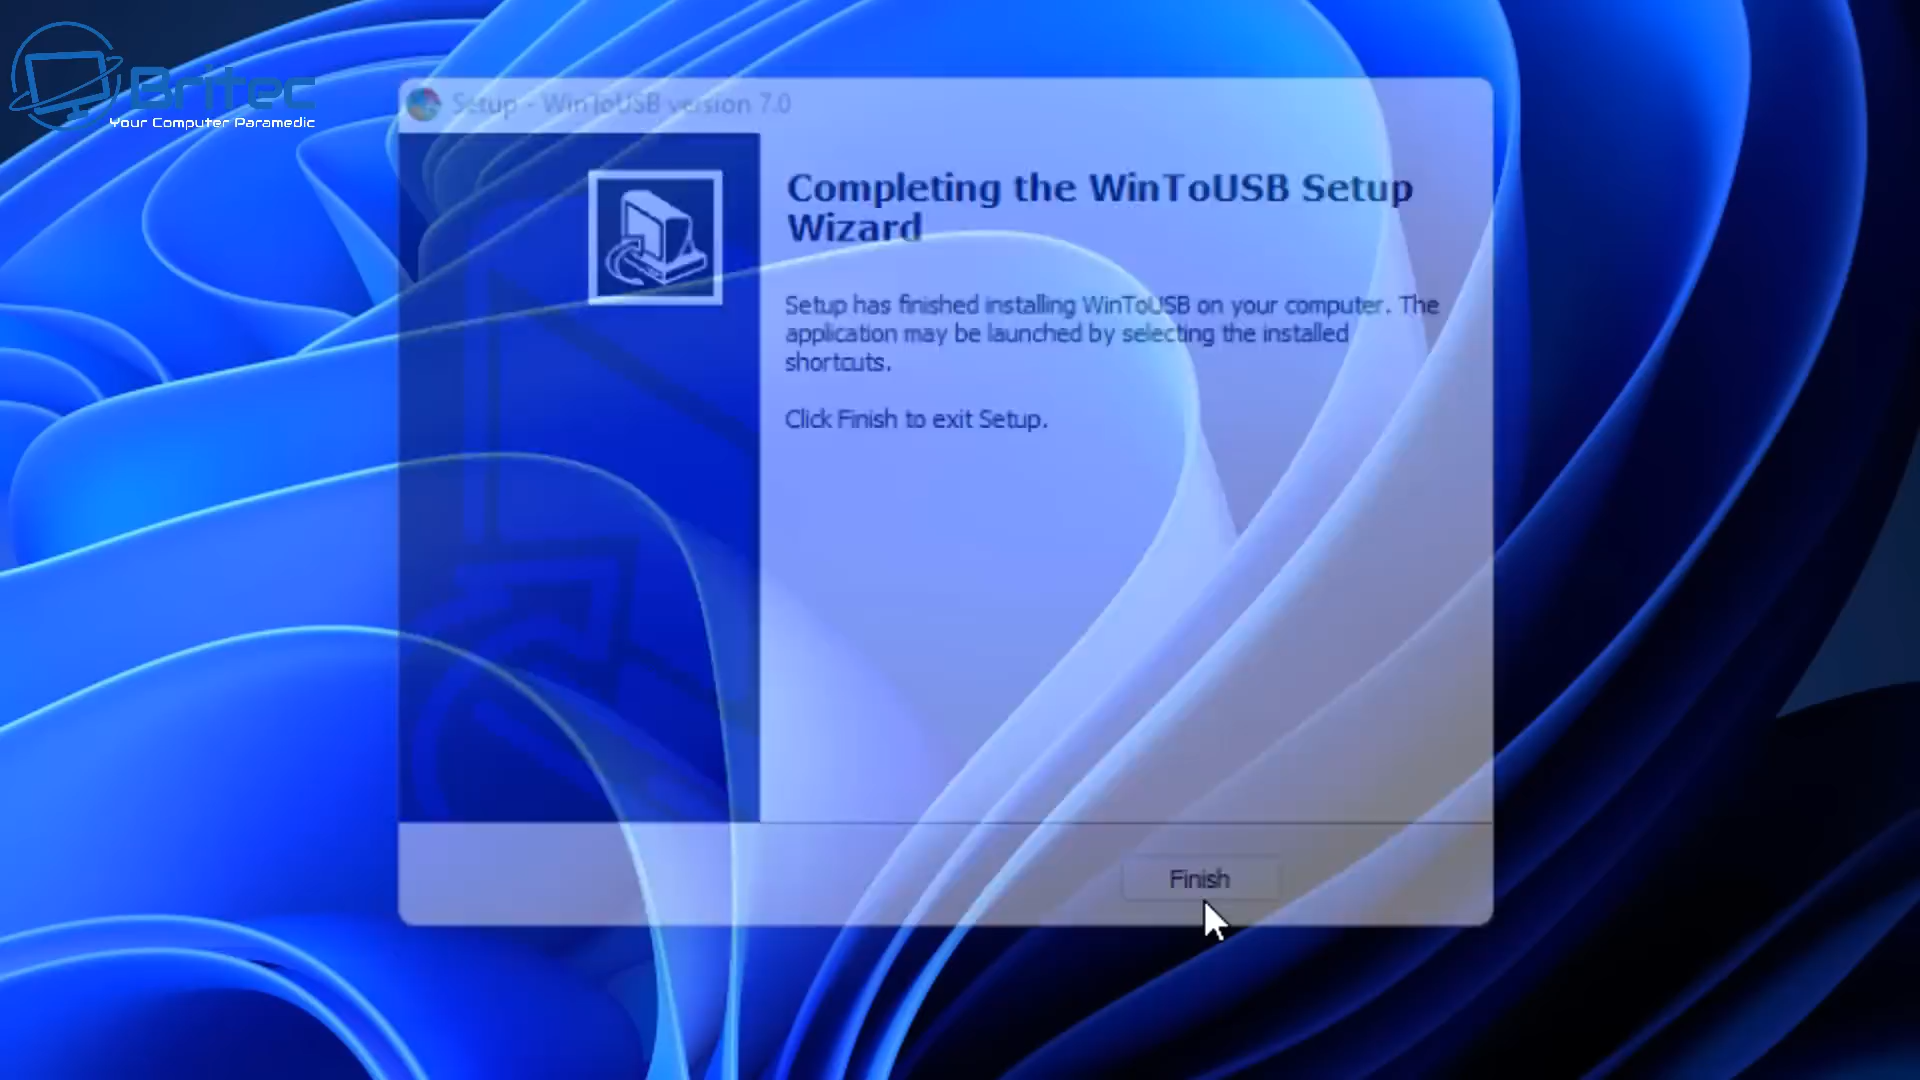 Britec
Your Computer Paramedic
Setup - WinToUSB version 7.0
Completing the WinToUSB Setup
Wizard
Setup has finished installing WinToUSB on your computer. The
application may be launched by selecting the installed
shortcuts.
Click Finish to exit Setup.
Finish